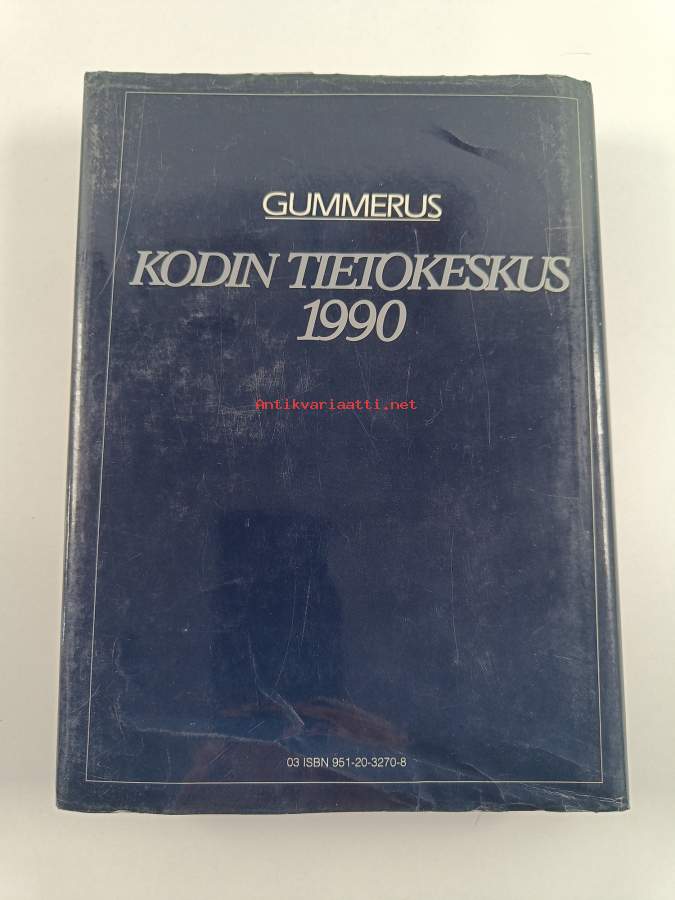 GUMMERUS
KODIN TIETOKESKUS
1990
Antikvariaatti.net
03 ISBN 951-20-3270-8